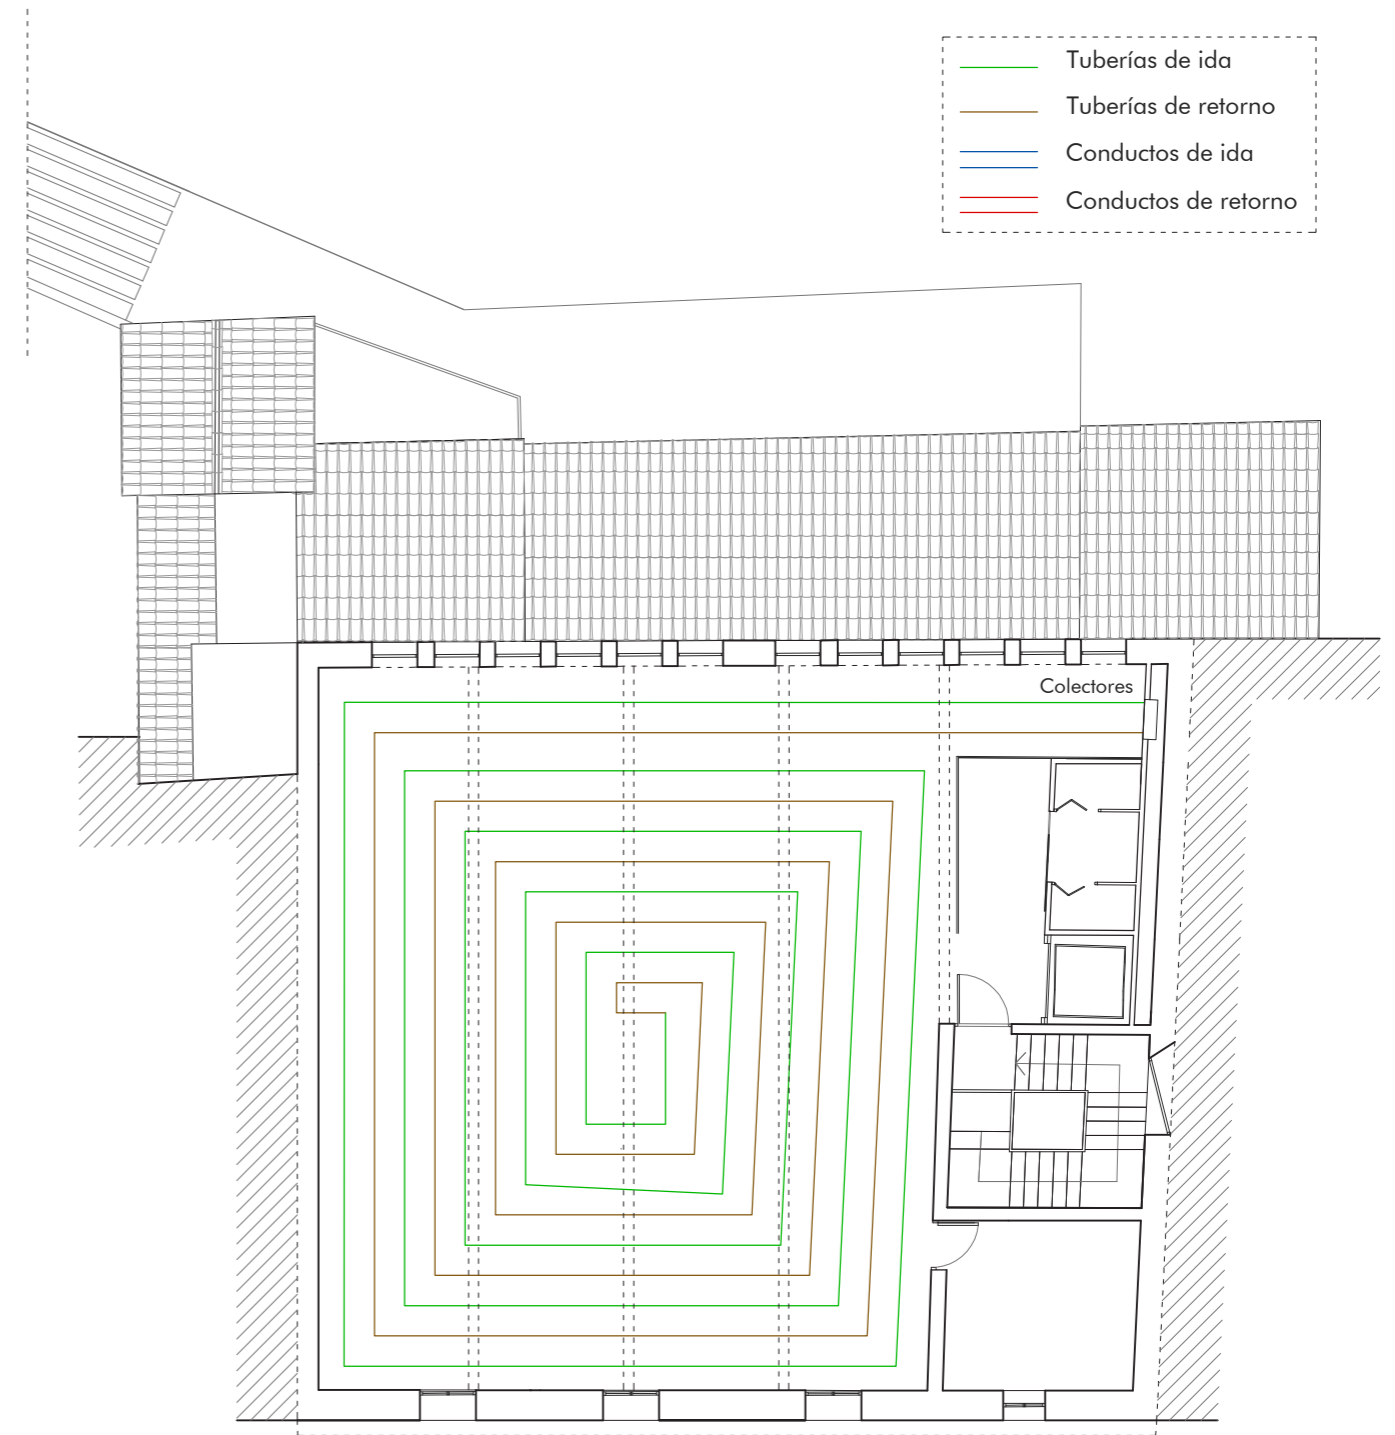 Tuberías de ida
Tuberías de retorno
Conductos de ida
Conductos de retorno
Colectores